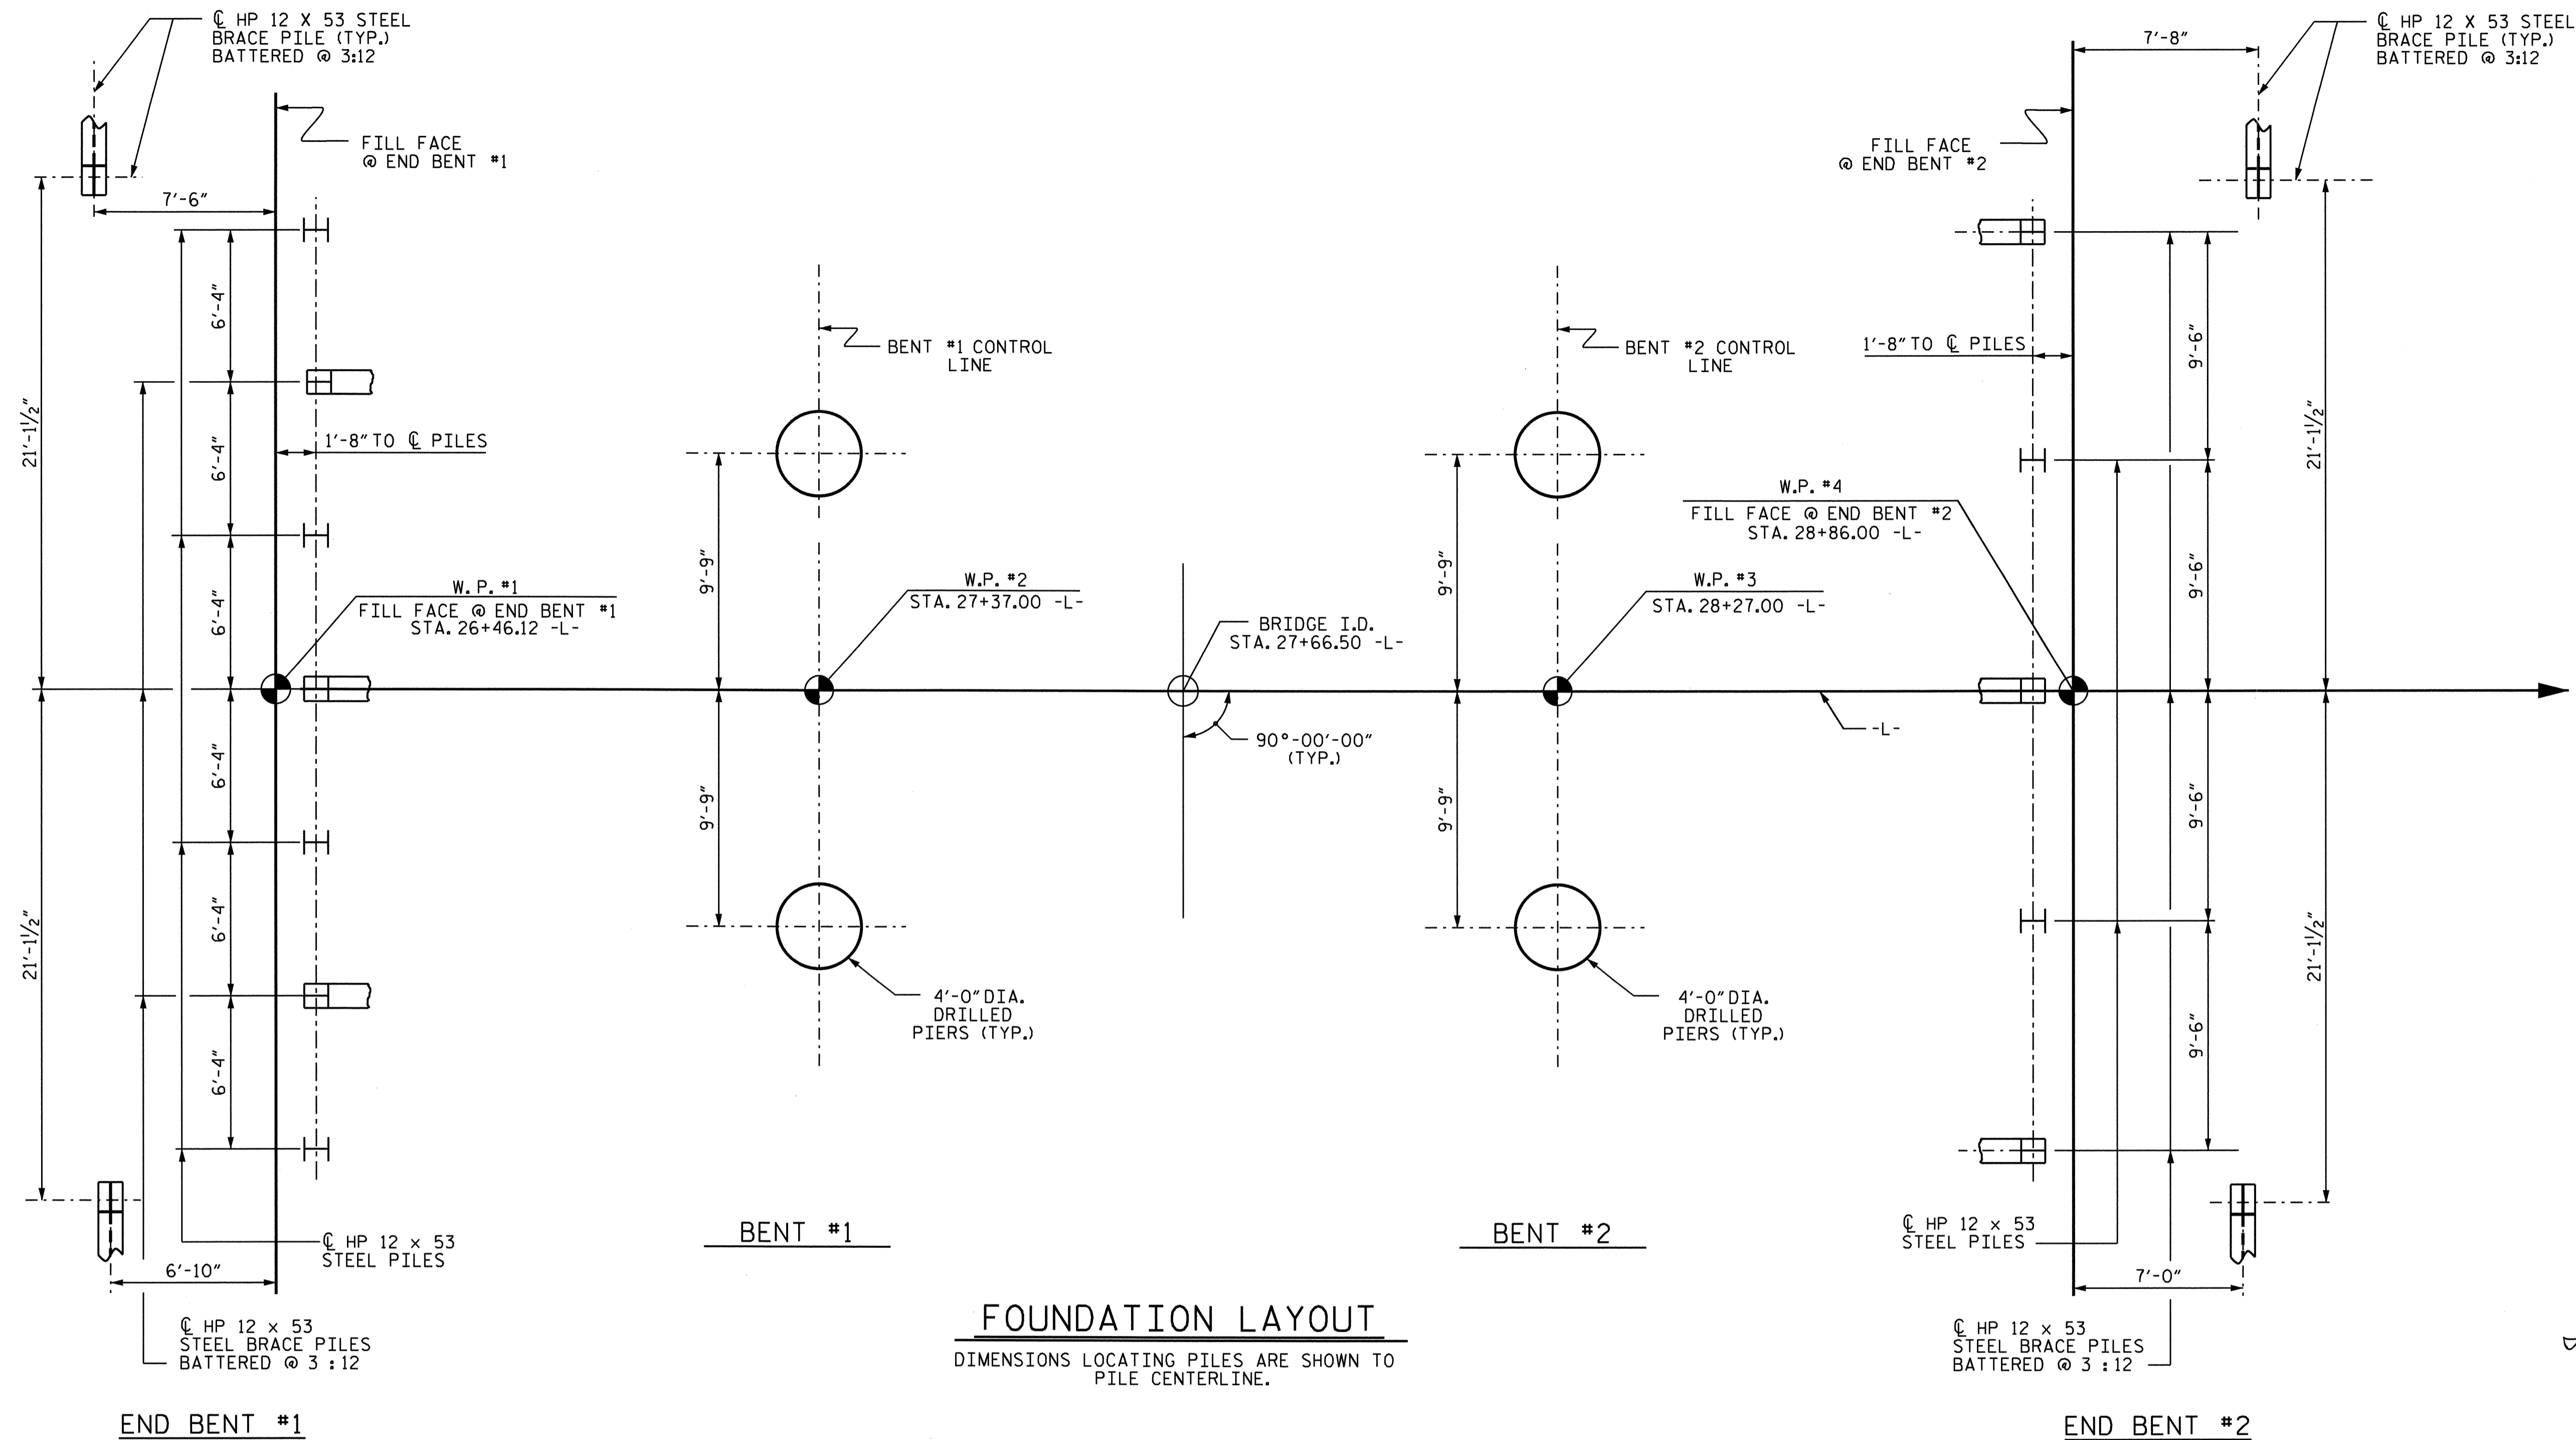 ℄ HP 12 X 53 STEEL
BRACE PILE (TYP.)
BATTERED @ 3:12
FILL FACE
@ END BENT #1
7'-6"
21'-1½"
21'-1½"
6'-4"
6'-4"
6'-4"
6'-4"
6'-4"
6'-4"
1'-8" TO ℄ PILES
W.P. #1
FILL FACE @ END BENT #1
STA. 26+46.12 -L-
℄ HP 12 x 53
STEEL PILES
6'-10"
℄ HP 12 x 53
STEEL BRACE PILES
BATTERED @ 3 : 12
END BENT #1
BENT #1 CONTROL
LINE
9'-9"
9'-9"
W.P. #2
STA. 27+37.00 -L-
4'-0" DIA.
DRILLED
PIERS (TYP.)
BENT #1
BRIDGE I.D.
STA. 27+66.50 -L-
90°-00'-00"
(TYP.)
BENT #2 CONTROL
LINE
9'-9"
9'-9"
W.P. #3
STA. 28+27.00 -L-
4'-0" DIA.
DRILLED
PIERS (TYP.)
BENT #2
-L-
FOUNDATION LAYOUT
DIMENSIONS LOCATING PILES ARE SHOWN TO
PILE CENTERLINE.
℄ HP 12 X 53 STEEL
BRACE PILE (TYP.)
BATTERED @ 3:12
7'-8"
FILL FACE
@ END BENT #2
1'-8" TO ℄ PILES
W.P. #4
FILL FACE @ END BENT #2
STA. 28+86.00 -L-
9'-6"
9'-6"
9'-6"
9'-6"
21'-1½"
21'-1½"
℄ HP 12 x 53
STEEL PILES
7'-0"
℄ HP 12 x 53
STEEL BRACE PILES
BATTERED @ 3 : 12
END BENT #2